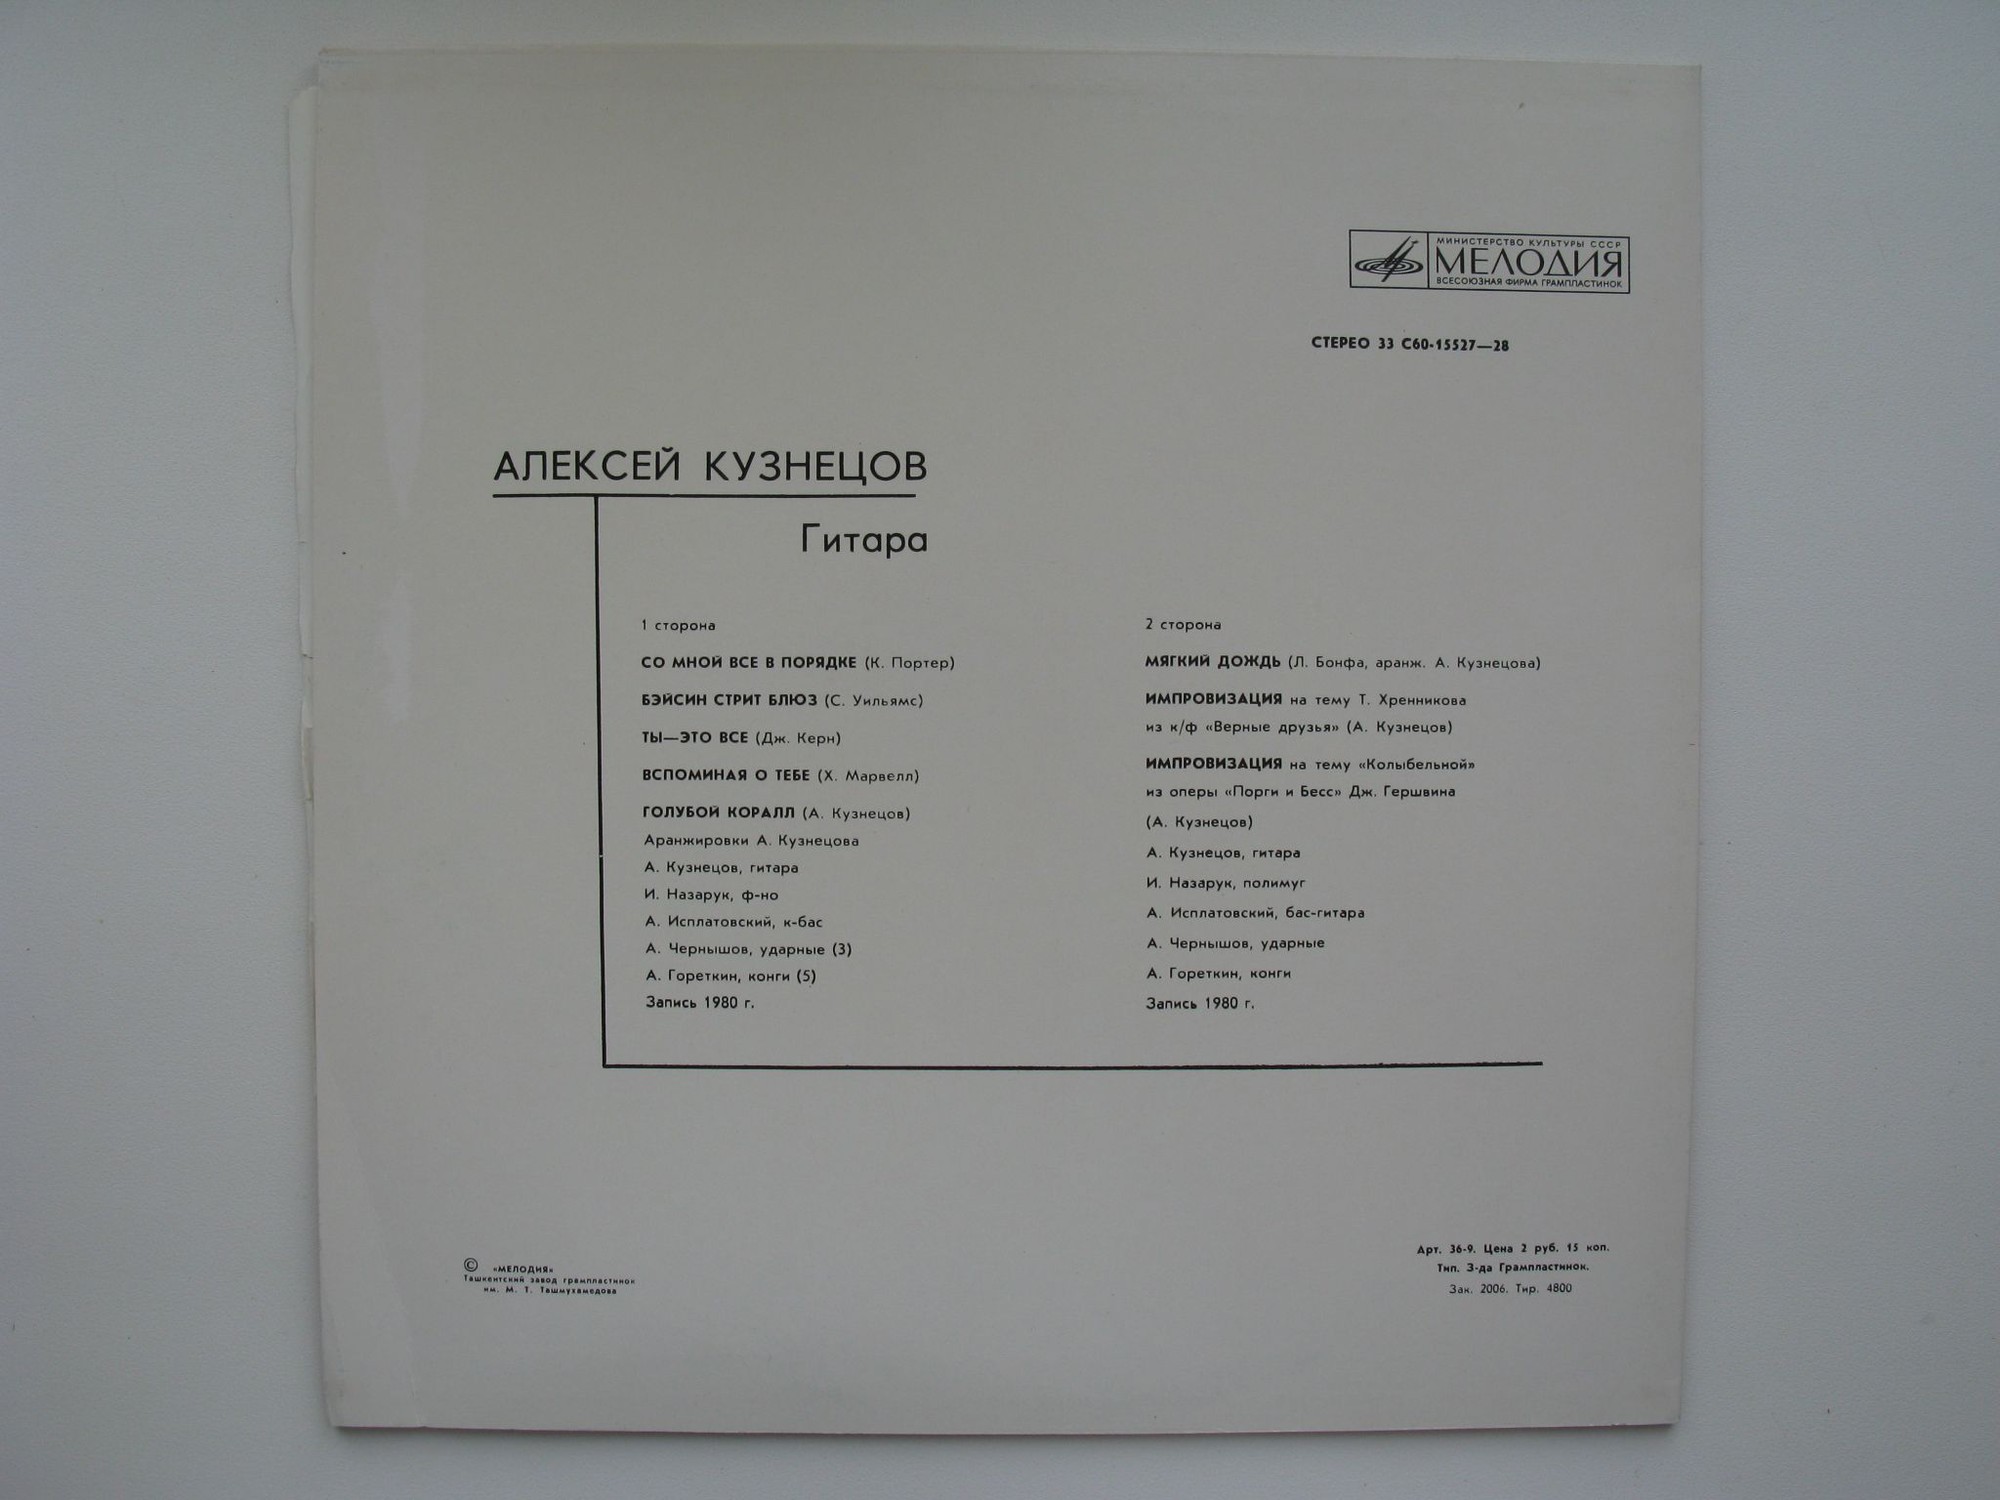 МИНИСТЕРСТВО КУЛЬТУРЫ СССР
МЕЛОДИЯ
ВСЕСОЮЗНАЯ ФИРМА ГРАМПЛАСТИНОК
СТЕРЕО 33 С60-15527—28
АЛЕКСЕЙ КУЗНЕЦОВ
Гитара
1 сторона
СО МНОЙ ВСЕ В ПОРЯДКЕ (К. Портер)
БЭЙСИН СТРИТ БЛЮЗ (С. Уильямс)
ТЫ—ЭТО ВСЕ (Дж. Керн)
ВСПОМИНАЯ О ТЕБЕ (Х. Марвелл)
ГОЛУБОЙ КОРАЛЛ (А. Кузнецов)
Аранжировки А. Кузнецова
А. Кузнецов, гитара
И. Назарук, ф-но
А. Исплатовский, к-бас
А. Чернышов, ударные (3)
А. Гореткин, конги (5)
Запись 1980 г.
2 сторона
МЯГКИЙ ДОЖДЬ (Л. Бонфа, аранж. А. Кузнецова)
ИМПРОВИЗАЦИЯ на тему Т. Хренникова
из к/ф «Верные друзья» (А. Кузнецов)
ИМПРОВИЗАЦИЯ на тему «Колыбельной»
из оперы «Порги и Бесс» Дж. Гершвина
(А. Кузнецов)
А. Кузнецов, гитара
И. Назарук, полимуг
А. Исплатовский, бас-гитара
А. Чернышов, ударные
А. Гореткин, конги
Запись 1980 г.
© «МЕЛОДИЯ»
Ташкентский завод грампластинок
им. М. Т. Ташмухамедова
Арт. 36-9. Цена 2 руб. 15 коп.
Тип. З-да Грампластинок.
Зак. 2006. Тир. 4800